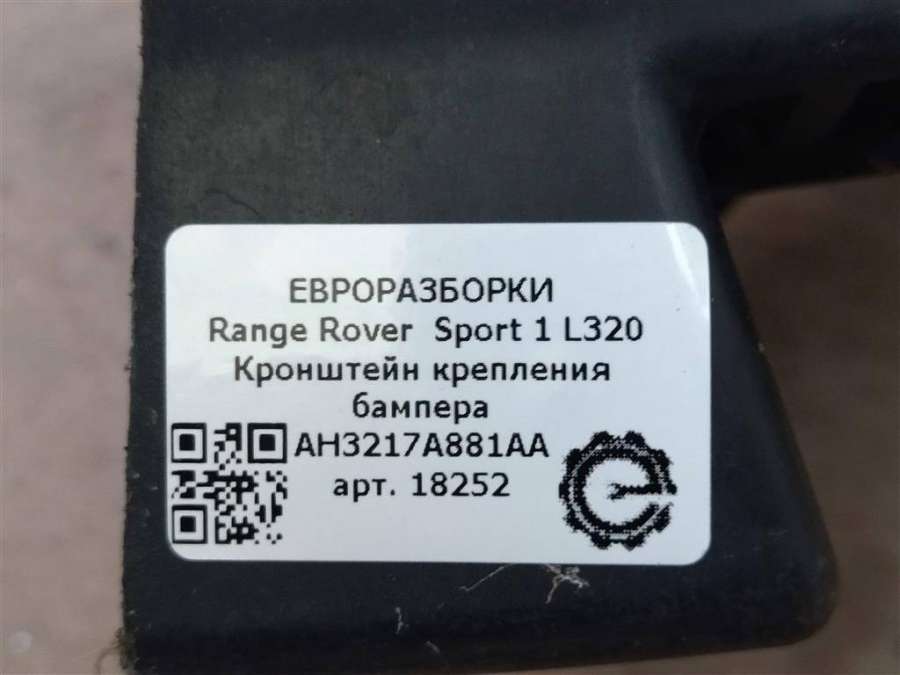 ЕВРОРАЗБОРКИ
Range Rover Sport 1 L320
Кронштейн крепления
бампера
AH3217A881AA
арт. 18252